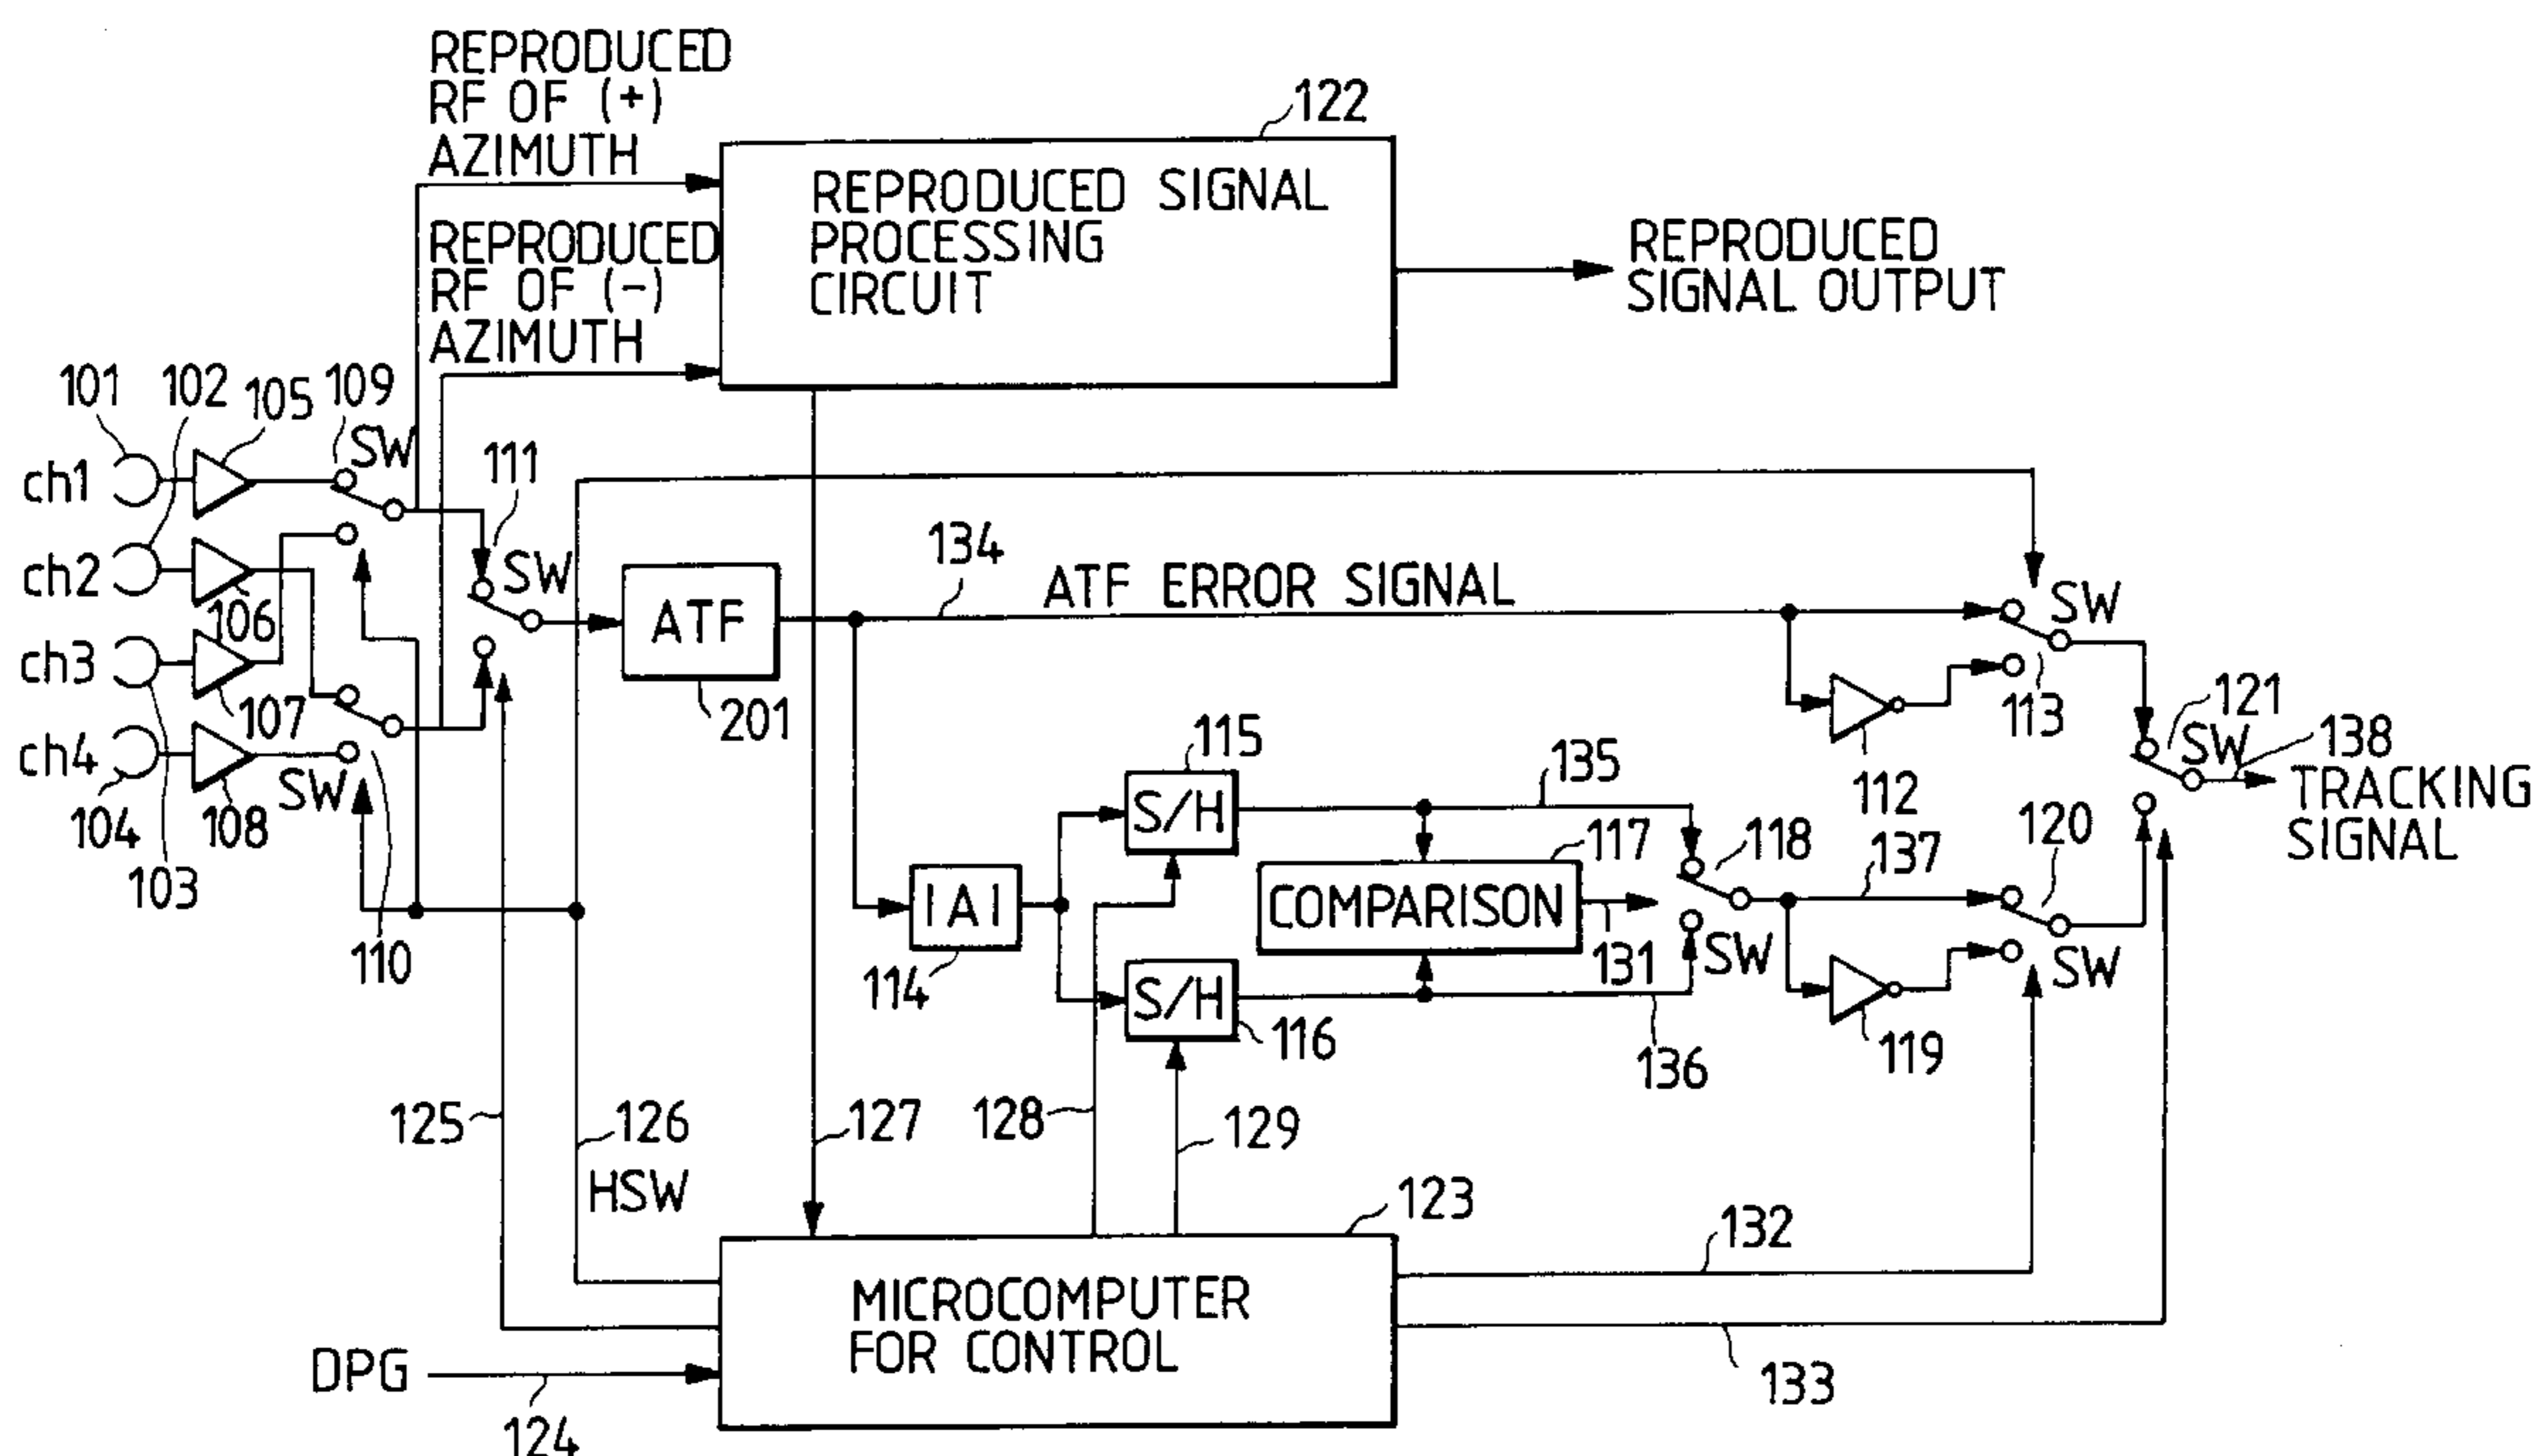 REPRODUCED
RF OF (+)
AZIMUTH
122
REPRODUCED SIGNAL
PROCESSING
CIRCUIT
REPRODUCED
RF OF (-)
AZIMUTH
REPRODUCED
SIGNAL OUTPUT
101
102
105
109
SW
111
ch1
SW
134
ATF ERROR SIGNAL
SW
ch2
106
ATF
ch3
107
201
113
121
SW
138
ch4
SW
115
135
112
TRACKING
SIGNAL
104
108
S/H
120
103
117
118
137
110
|A|
COMPARISON
114
131
SW
SW
S/H
116
136
119
125
126
127
128
129
HSW
123
132
MICROCOMPUTER
FOR CONTROL
DPG
124
133